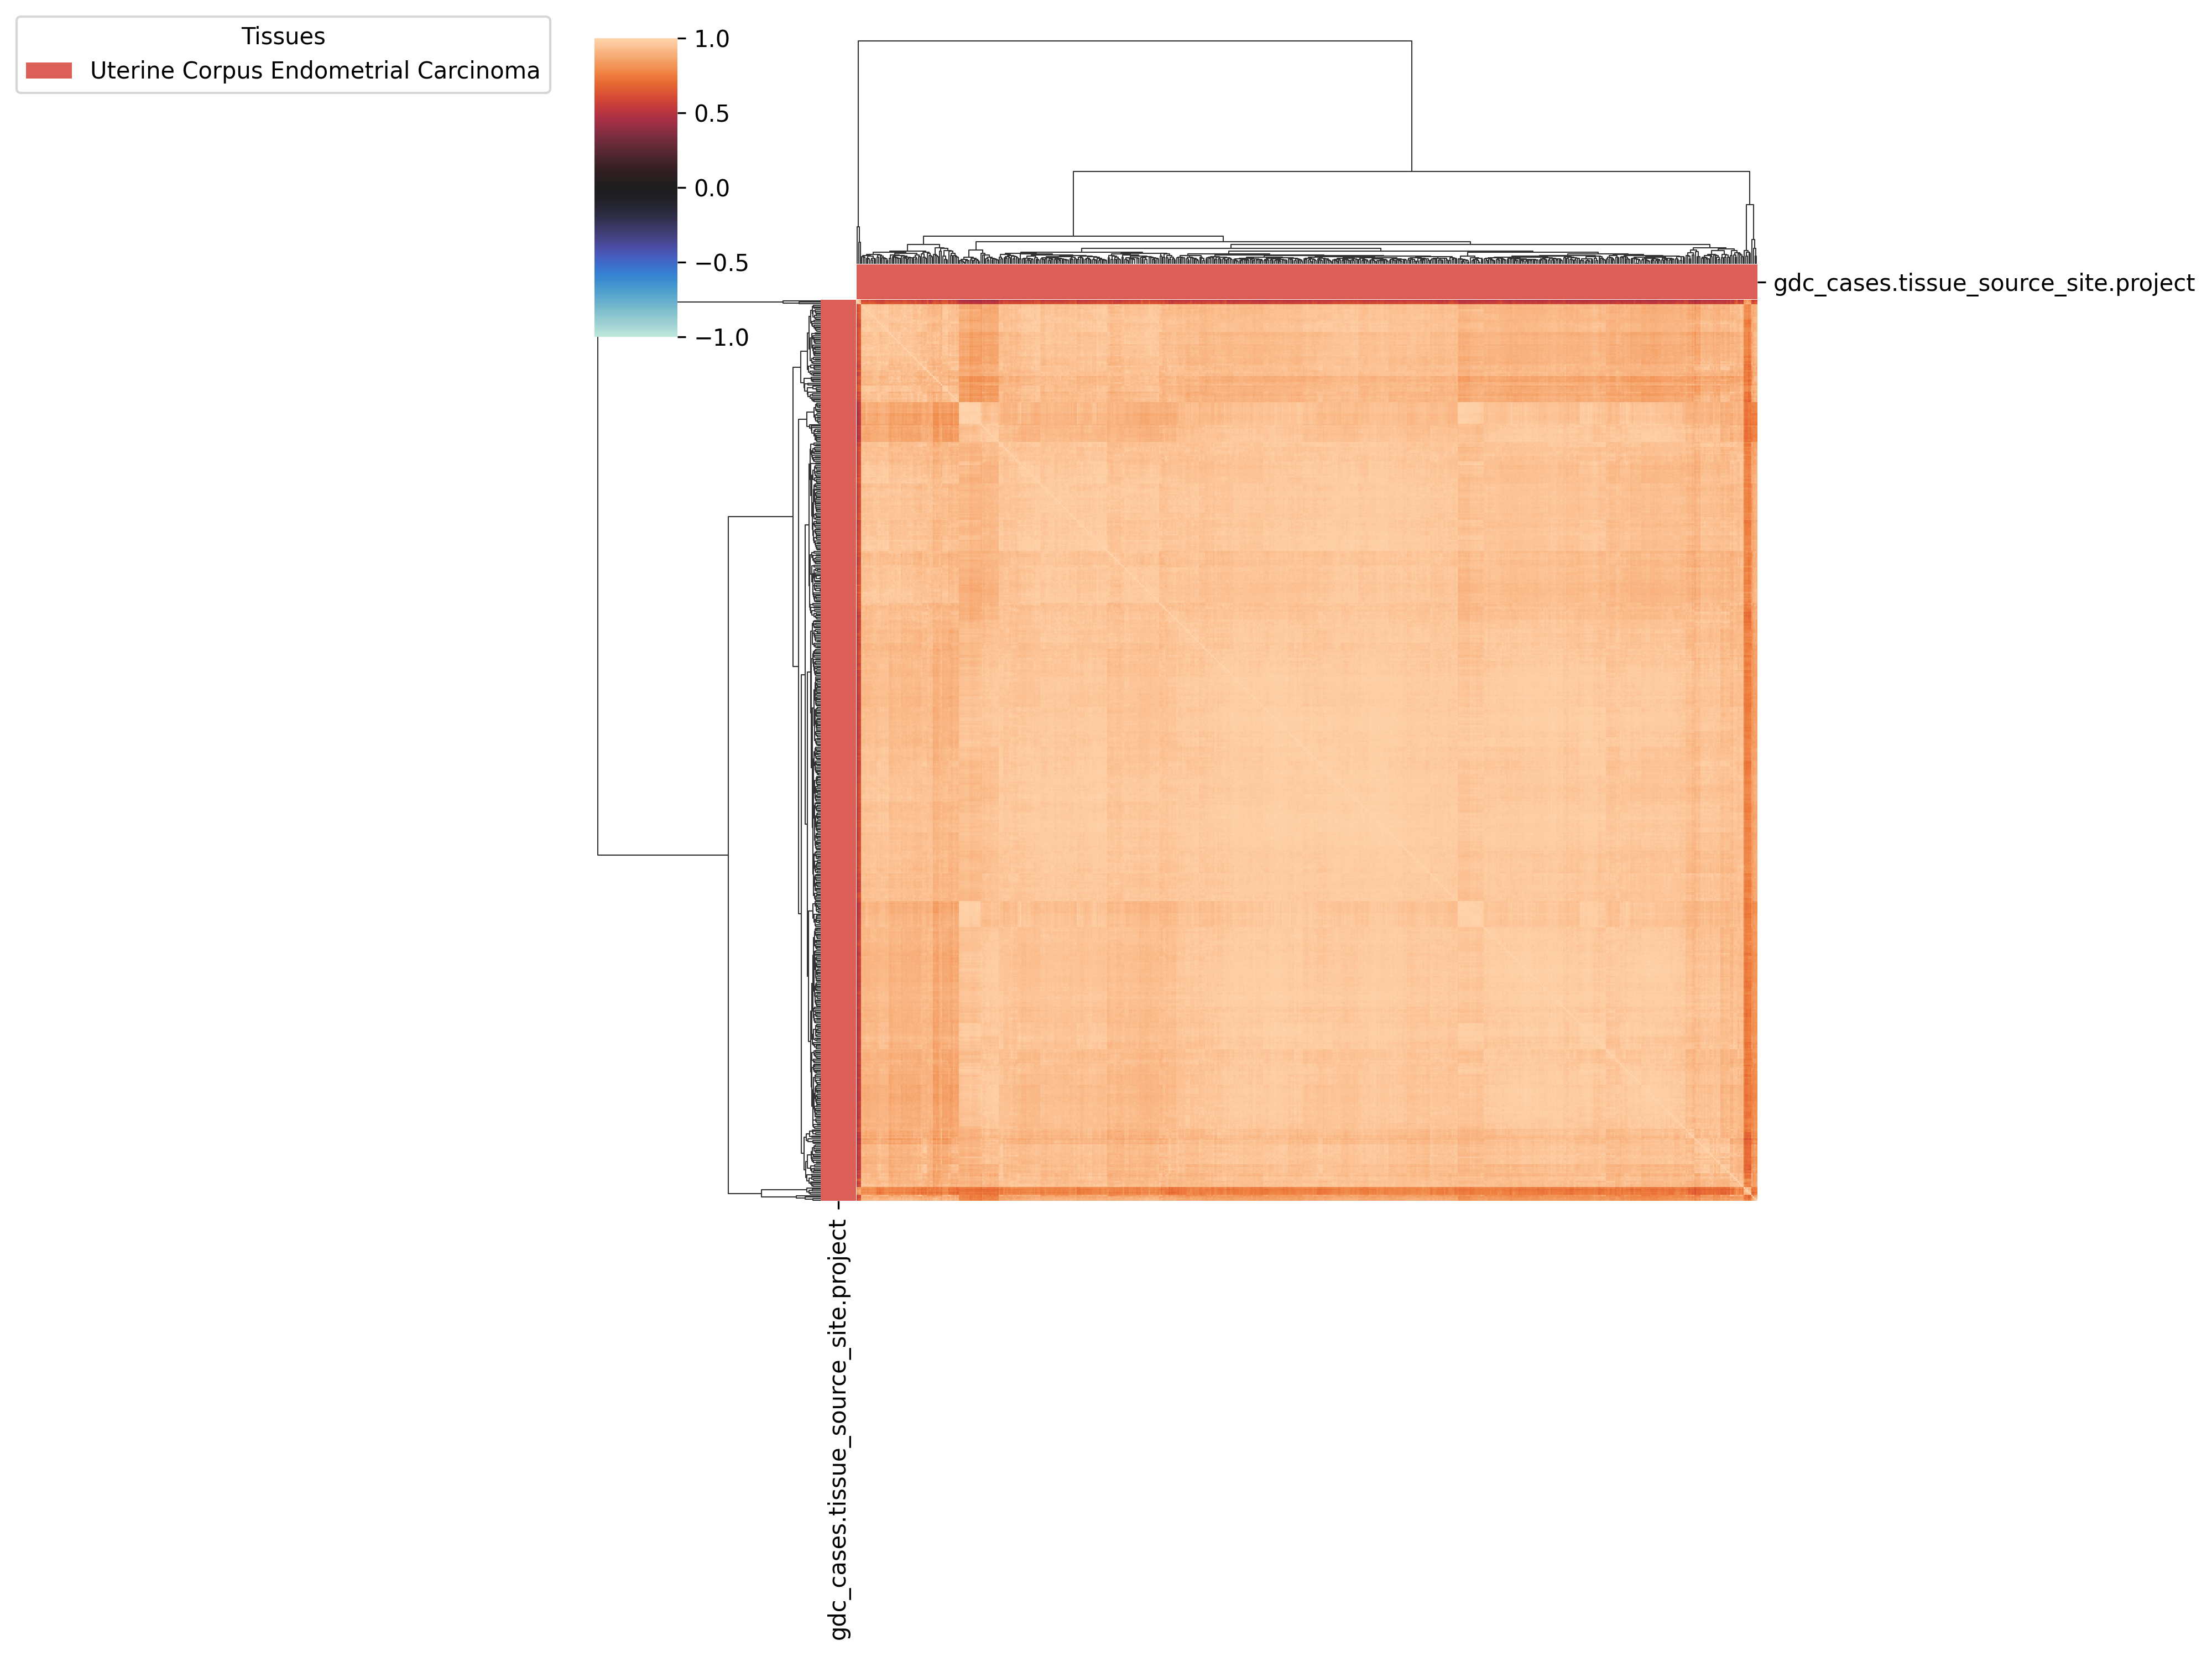 Tissues
Uterine Corpus Endometrial Carcinoma
1.0
0.5
0.0
−0.5
−1.0
gdc_cases.tissue_source_site.project
gdc_cases.tissue_source_site.project